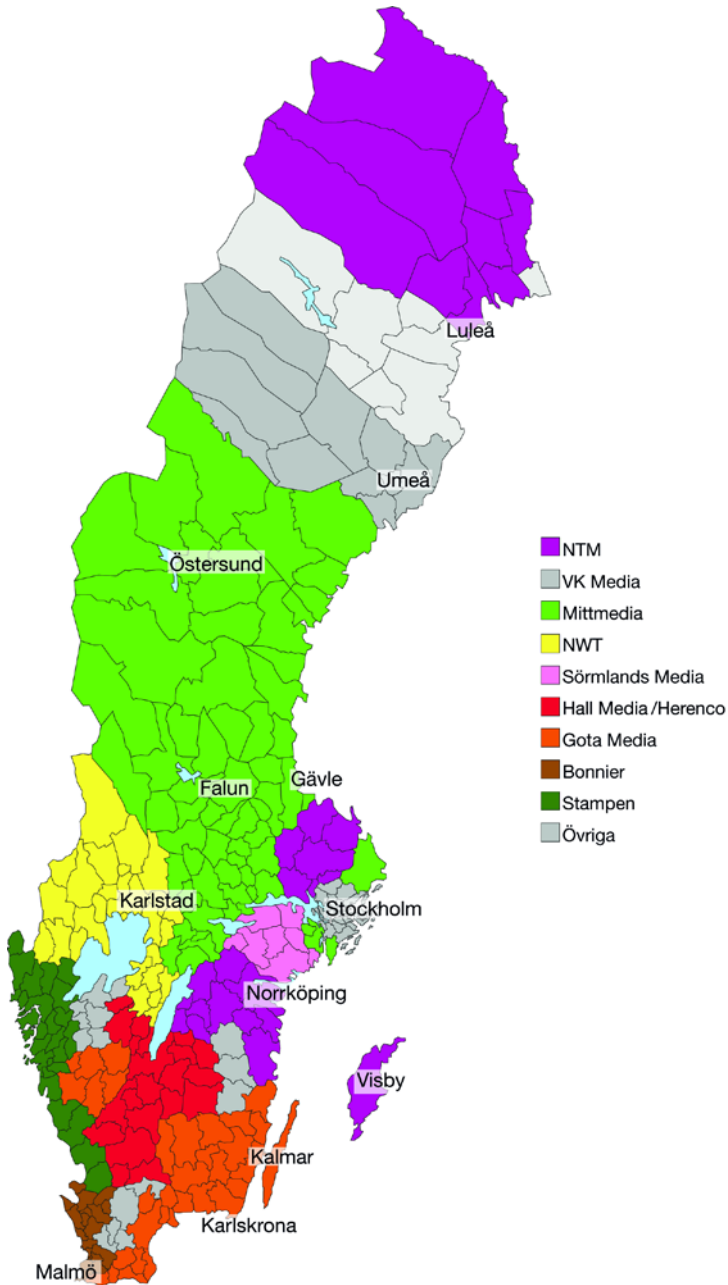 Luleå
Umeå
Östersund
NTM
VK Media
Mittmedia
NWT
Sörmlands Media
Hall Media/Herenco
Gota Media
Bonnier
Stampen
Övriga
Gävle
Falun
Karlstad
Stockholm
Norrköping
Visby
Kalmar
Karlskrona
Malmö